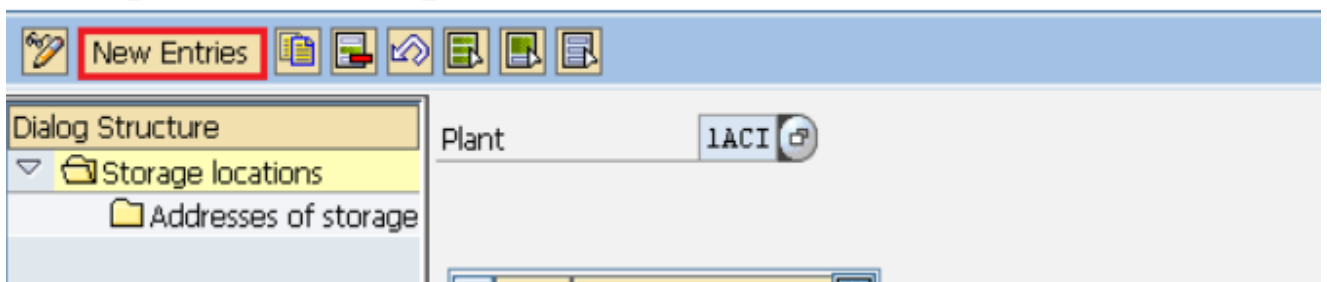 New Entries
Dialog Structure
Plant 1ACI
Storage locations
Addresses of storage